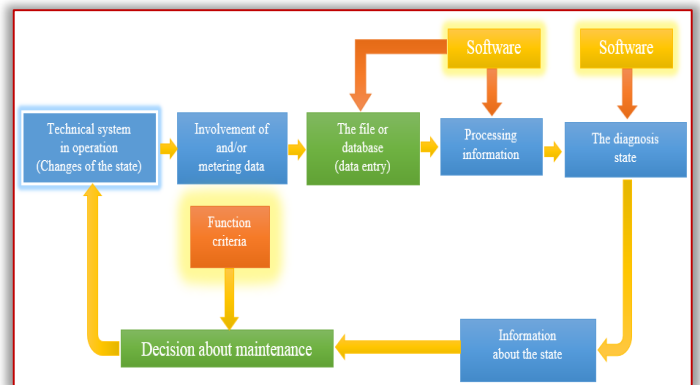 Software
Software
Technical system
in operation
(Changes of the state)
Involvement of
and/or
metering data
The file or
database
(data entry)
Processing
information
The diagnosis
state
Function
criteria
Decision about maintenance
Information
about the state